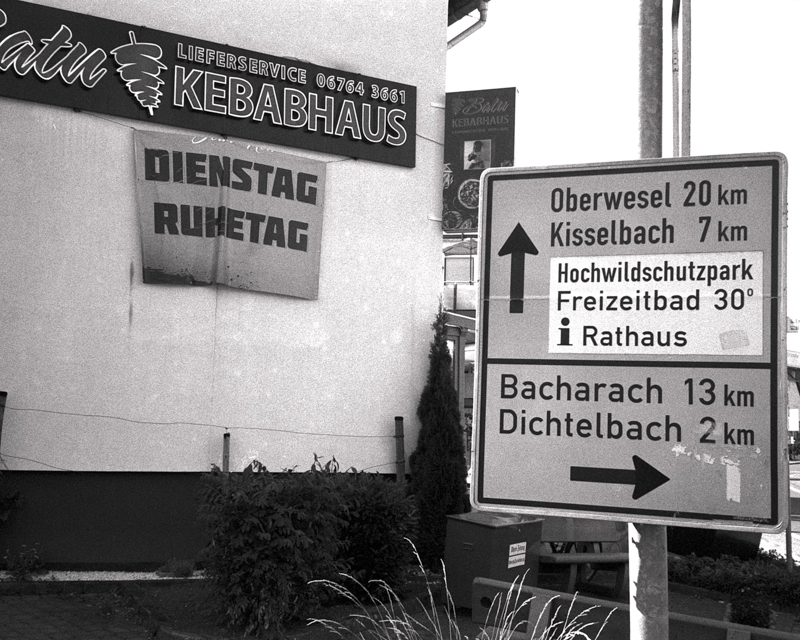 Batu
LIEFERSERVICE 06764 3661
KEBABHAUS
DIENSTAG
RUHETAG
Batu
KEBABHAUS
Oberwesel 20 km
Kisselbach 7 km
Hochwildschutzpark
Freizeitbad 30°
i Rathaus
Bacharach 13 km
Dichtelbach 2 km